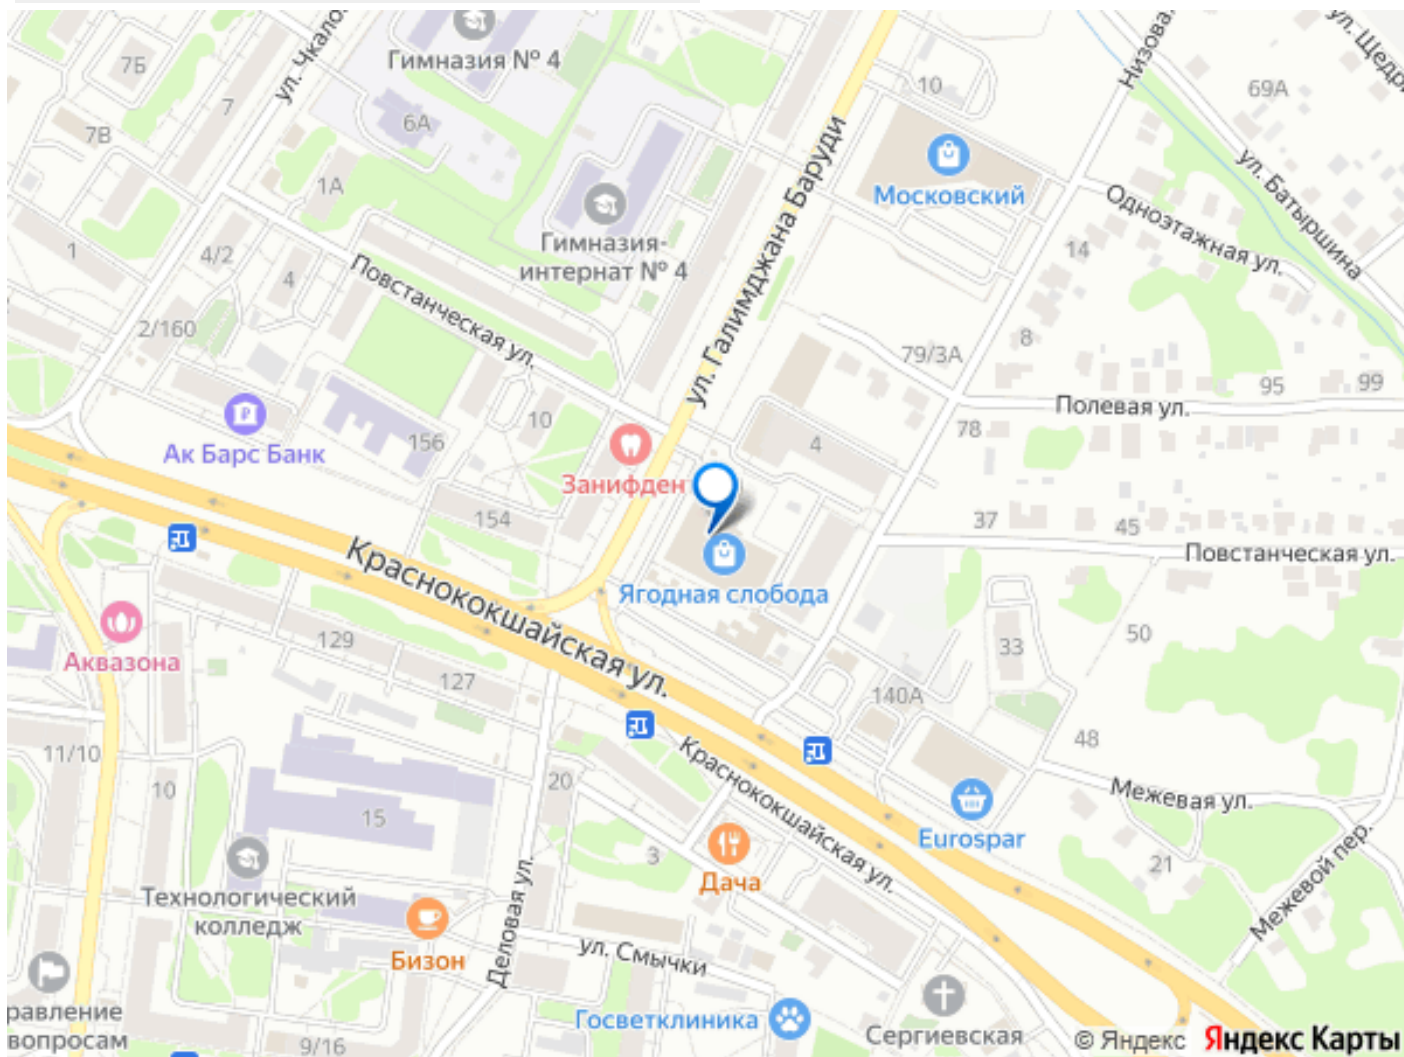 Гимназия № 4
ул. Чкало
7Б
7
7В
6А
1А
1
4/2
4
2/160
Гимназия-
интернат № 4
Повстанческая ул.
ул. Галимджана Баруди
10
Московский
Низова
69А
ул. Щедр
ул. Батыршина
Одноэтажная ул.
14
8
79/3А
95
99
Полевая ул.
78
Ак Барс Банк
156
10
Занифден
4
154
37
45
Повстанческая ул.
Краснококшайская ул.
Ягодная слобода
Аквазона
129
127
50
33
140А
48
11/10
10
15
20
3
Краснококшайская ул.
Межевая ул.
Eurospar
21
Межевой пер.
Дача
Технологический
колледж
Бизон
Деловая ул.
ул. Смычки
равление
вопросам
9/16
Госветклиника
Сергиевская
© Яндекс Яндекс Карты